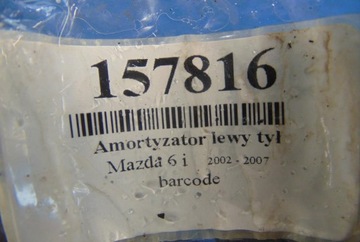 157816
Amortyzator lewy tył
Mazda 6 i 2002 - 2007
barcode